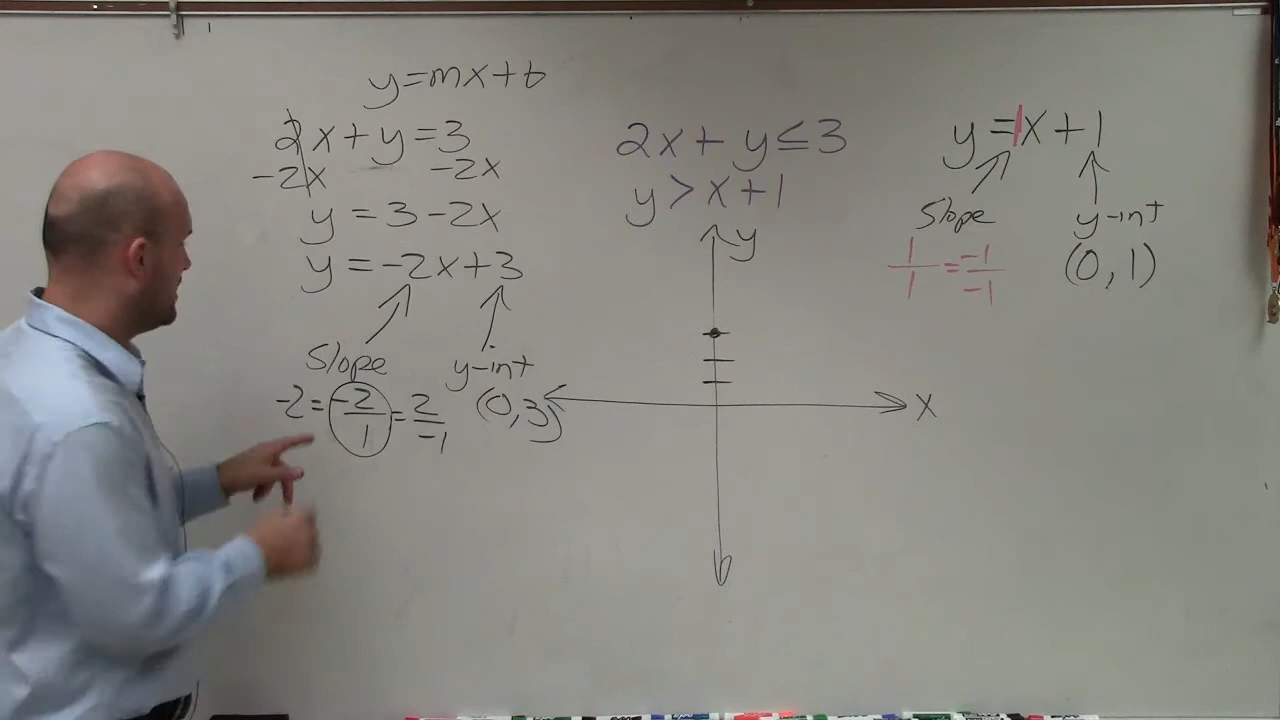 y=mx+b
2x+y=3
-2x -2x
y=3-2x
y=-2x+3
Slope y-int
-2=-2/1=2/-1 (0,3)
2x+y≤3
y>x+1
y
x
y=1x+1
Slope y-int
1/1=-1/-1 (0,1)